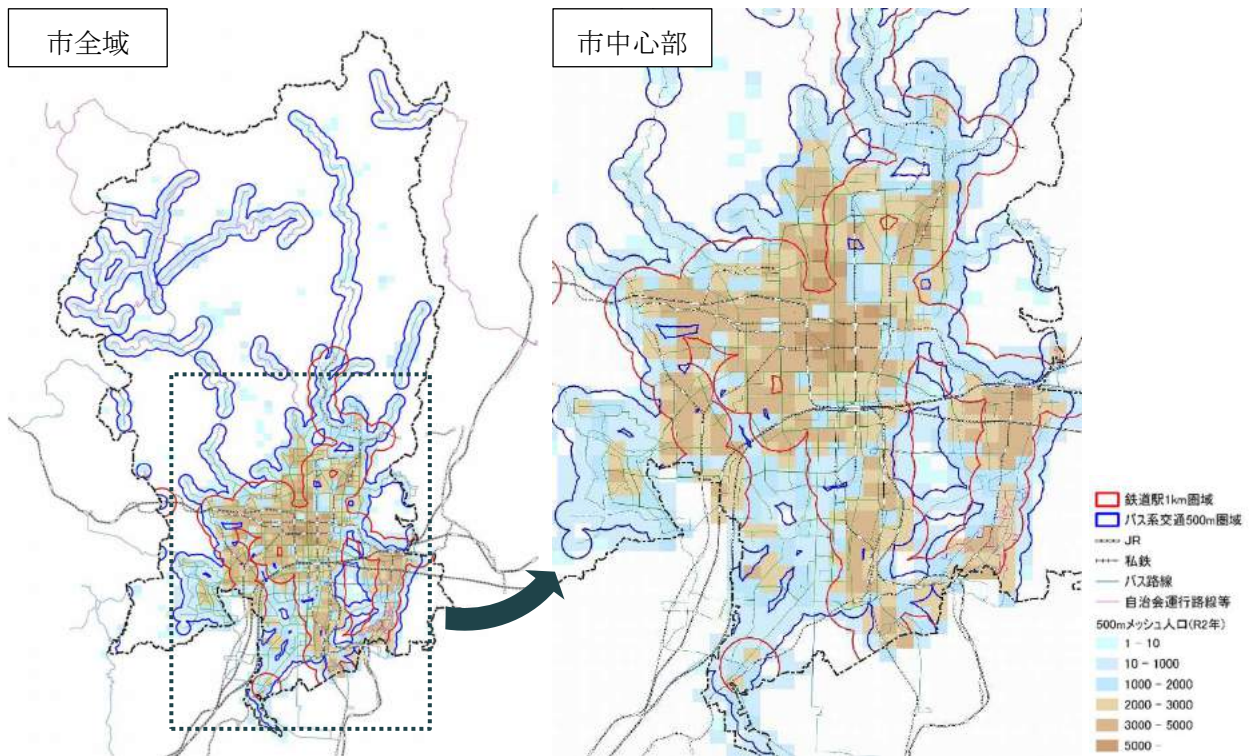 市全域
市中心部
鉄道駅1km圏域
バス系交通500m圏域
JR
私鉄
バス路線
自治会運行路線等
500mメッシュ人口(R2年)
1 - 10
10 - 1000
1000 - 2000
2000 - 3000
3000 - 5000
5000 -